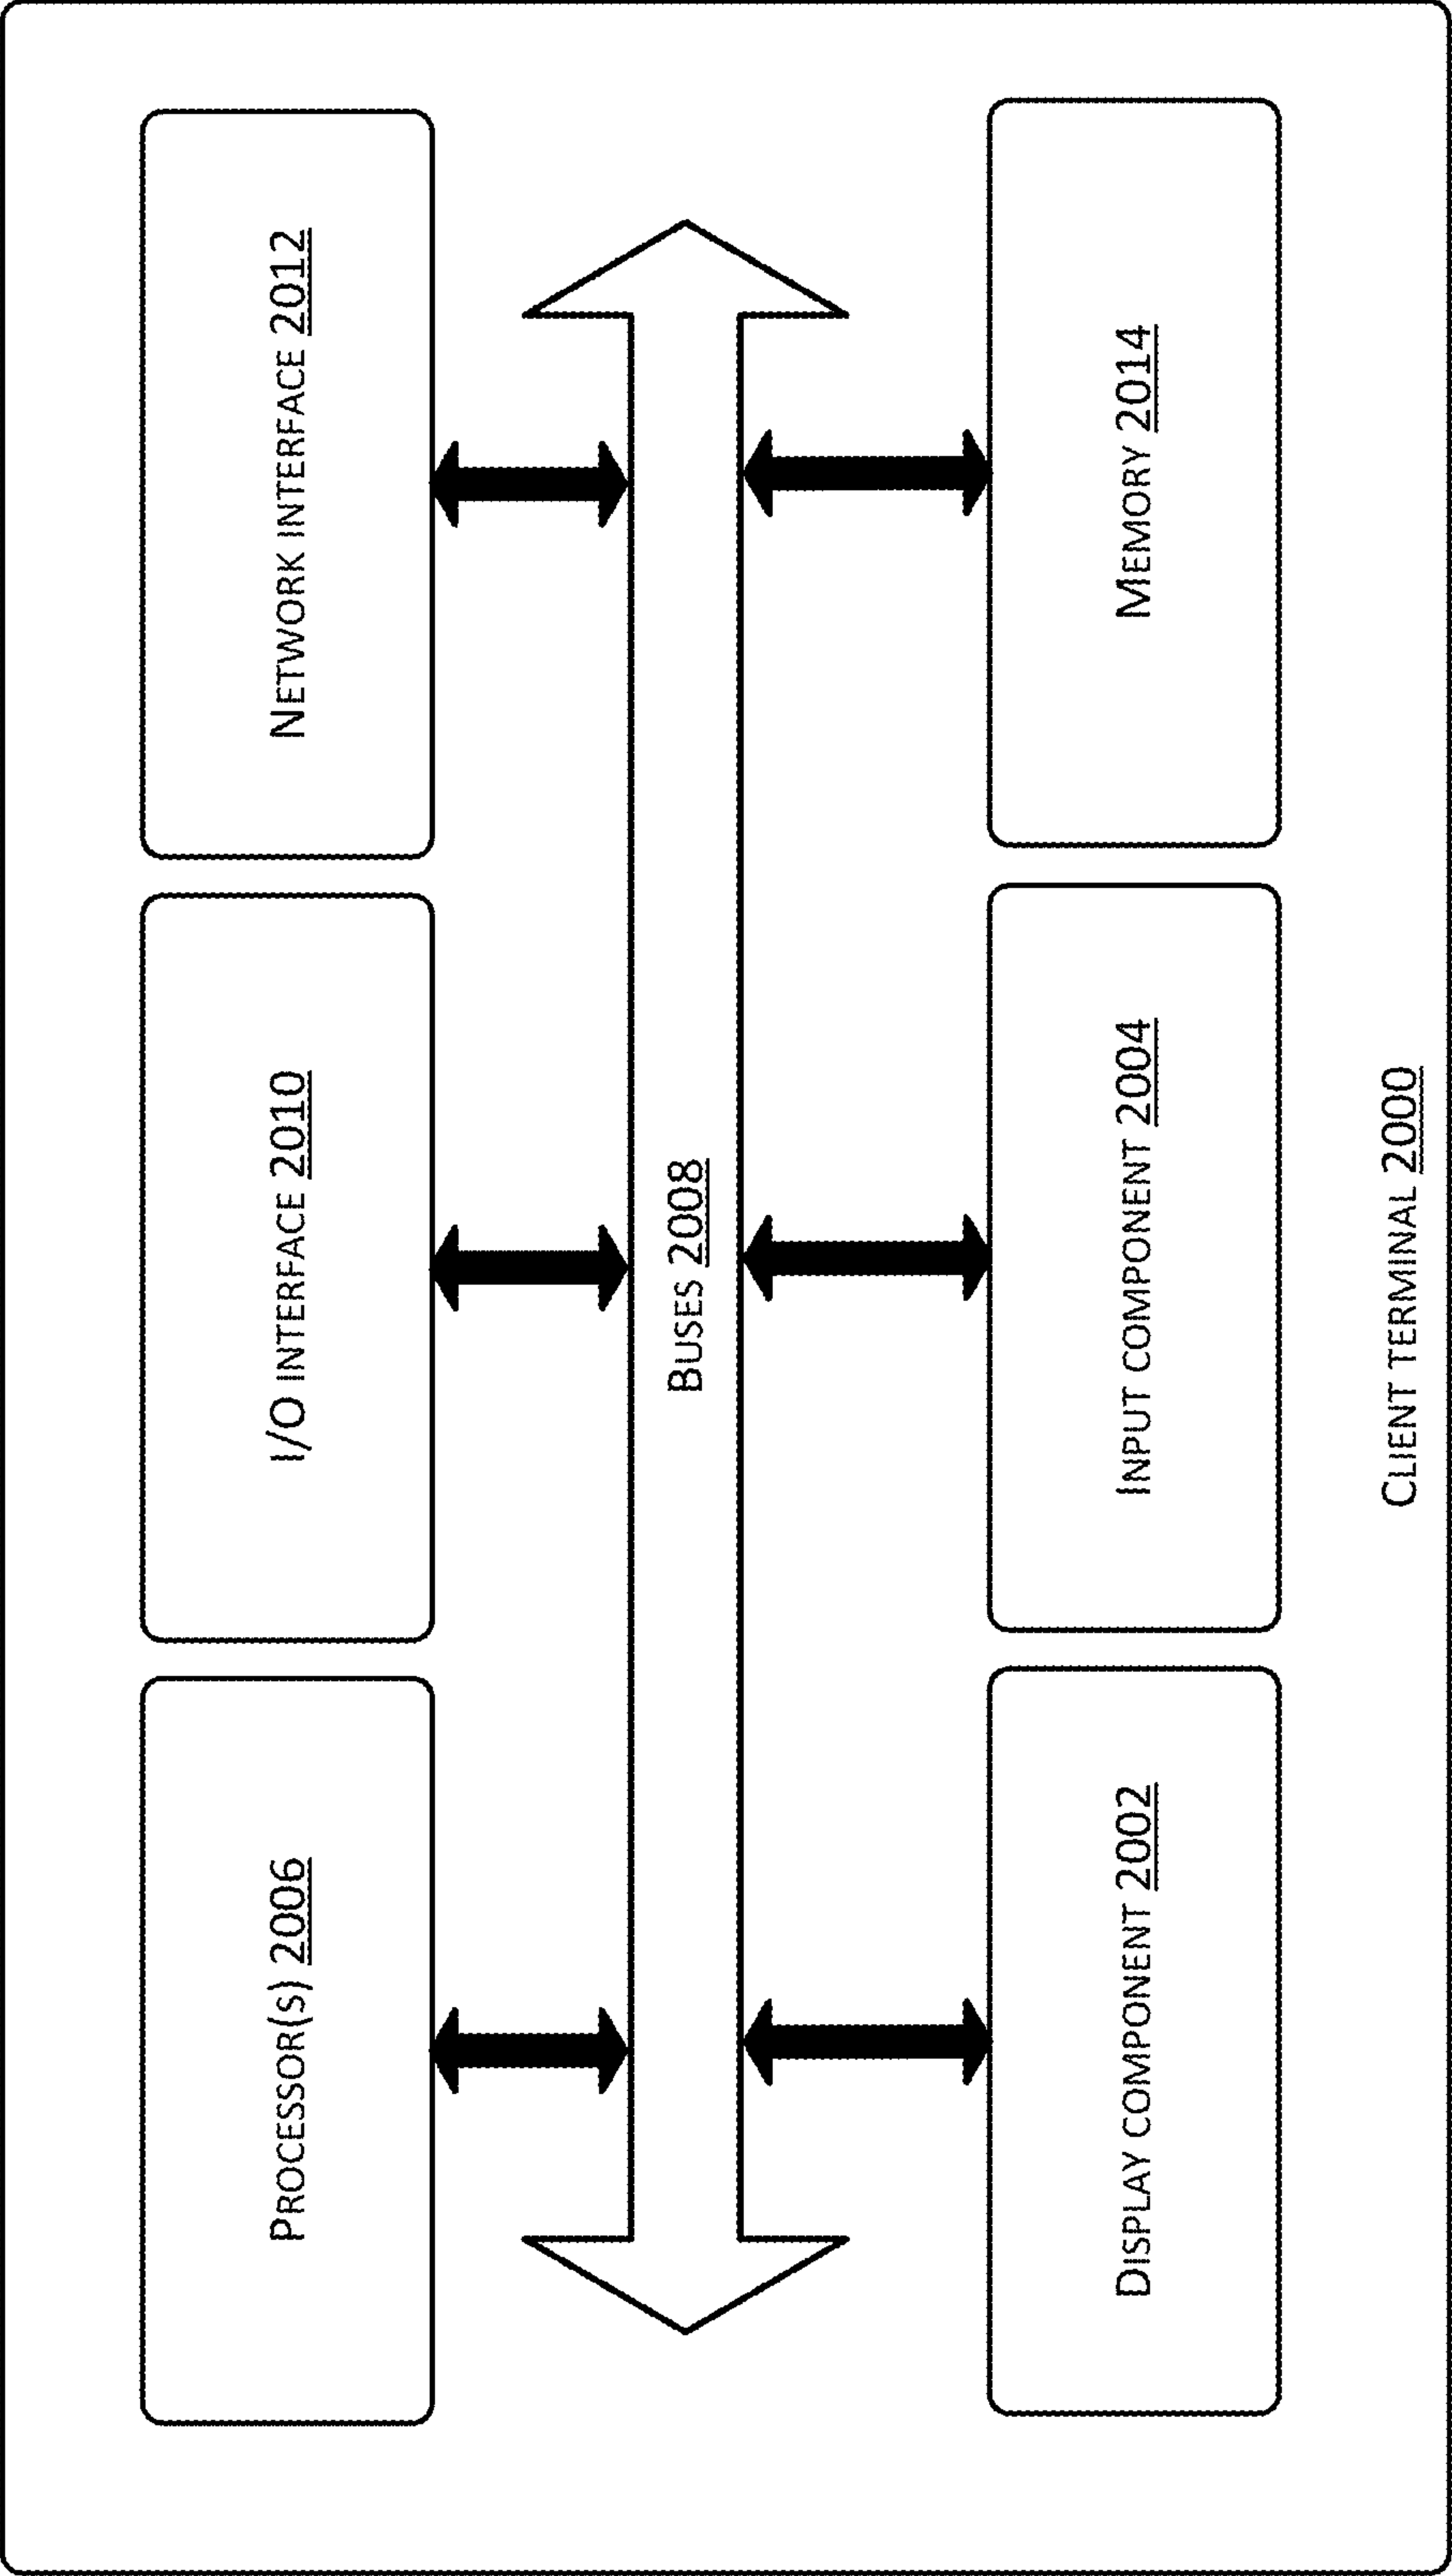 Processor(s) 2006
I/O interface 2010
Network interface 2012
Buses 2008
Display component 2002
Input component 2004
Memory 2014
Client terminal 2000